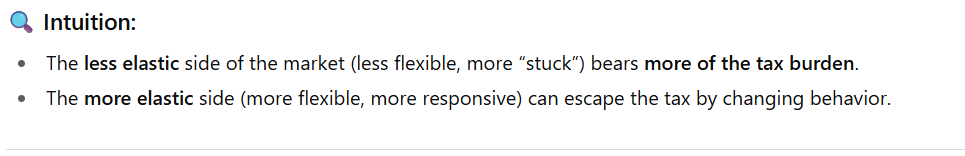 🔍 Intuition:
• The less elastic side of the market (less flexible, more “stuck”) bears more of the tax burden.
• The more elastic side (more flexible, more responsive) can escape the tax by changing behavior.